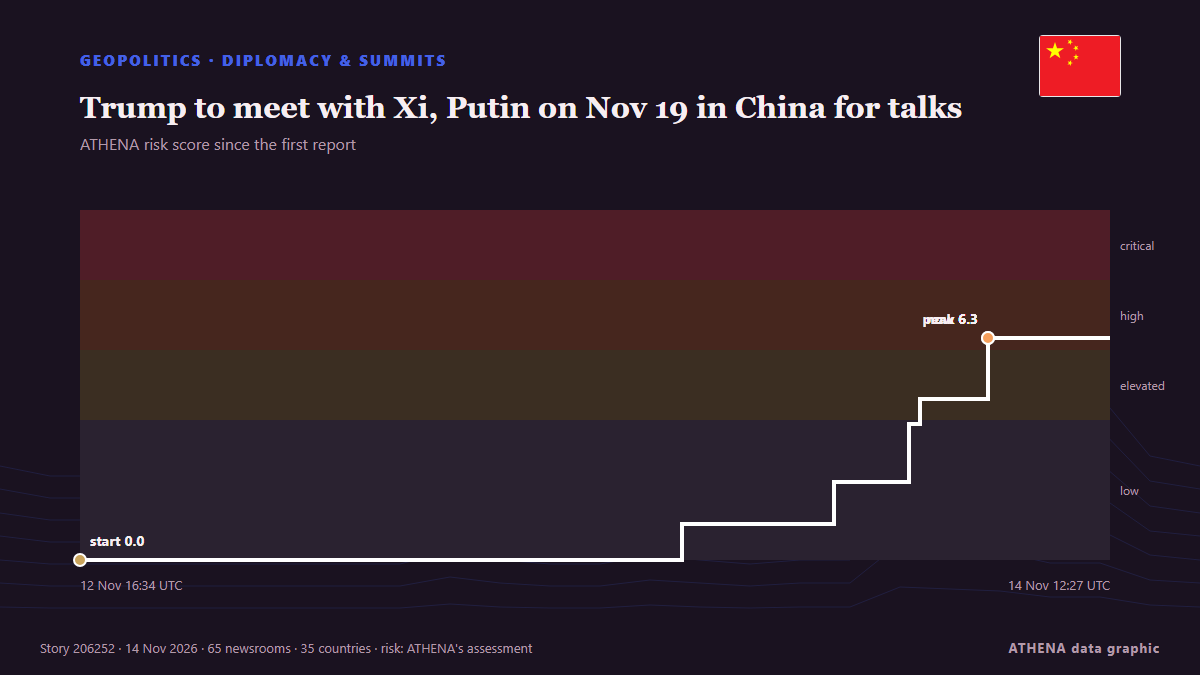 GEOPOLITICS · DIPLOMACY & SUMMITS
Trump to meet with Xi, Putin on Nov 19 in China for talks
ATHENA risk score since the first report
critical
peak 6.3
high
elevated
low
start 0.0
12 Nov 16:34 UTC
14 Nov 12:27 UTC
Story 206252 · 14 Nov 2026 · 65 newsrooms · 35 countries · risk: ATHENA's assessment
ATHENA data graphic